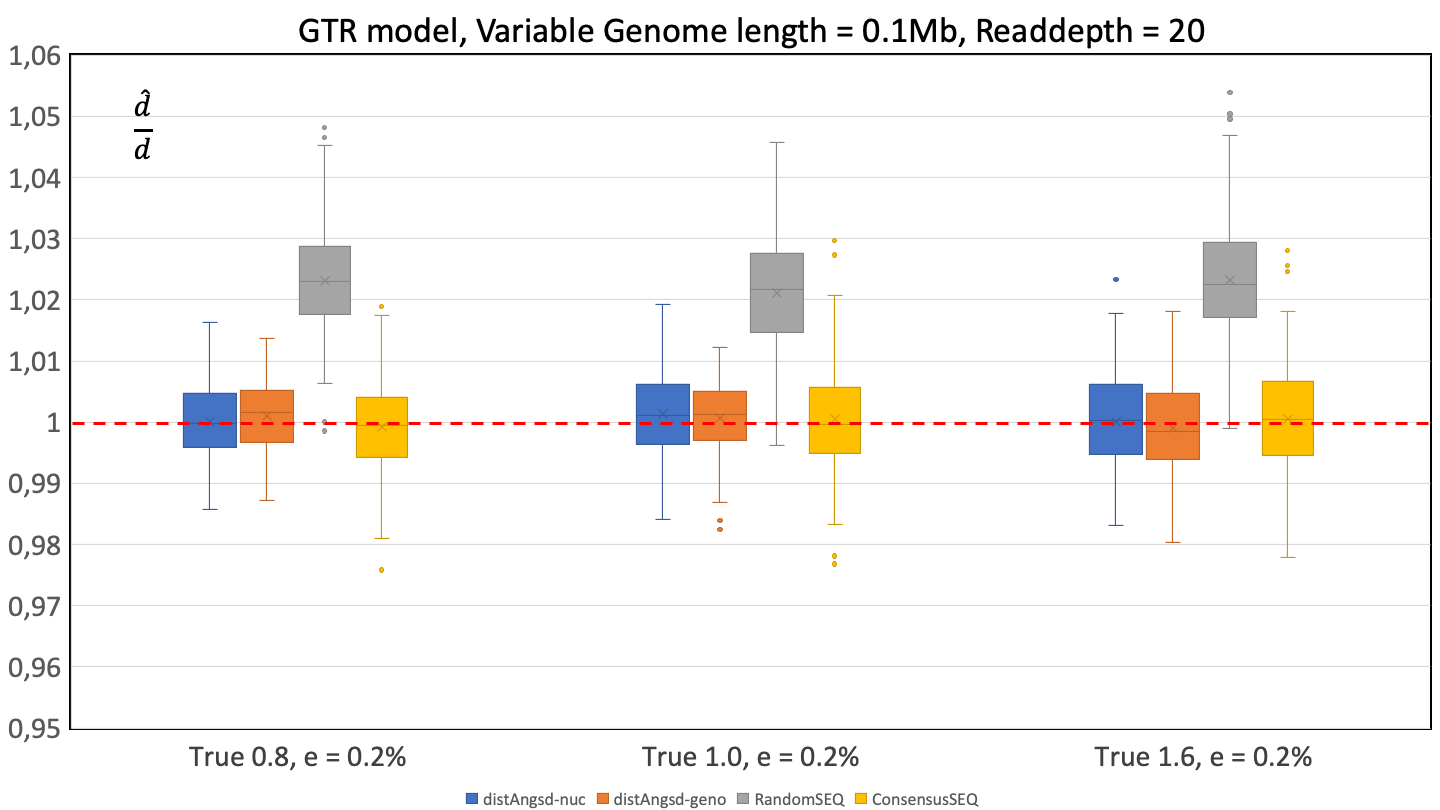 GTR model, Variable Genome length = 0.1Mb, Readdepth = 20
1,06
1,05
1,04
1,03
1,02
1,01
1
0,99
0,98
0,97
0,96
0,95
d̂
d
True 0.8, e = 0.2%
True 1.0, e = 0.2%
True 1.6, e = 0.2%
distAngsd-nuc distAngsd-geno RandomSEQ ConsensusSEQ